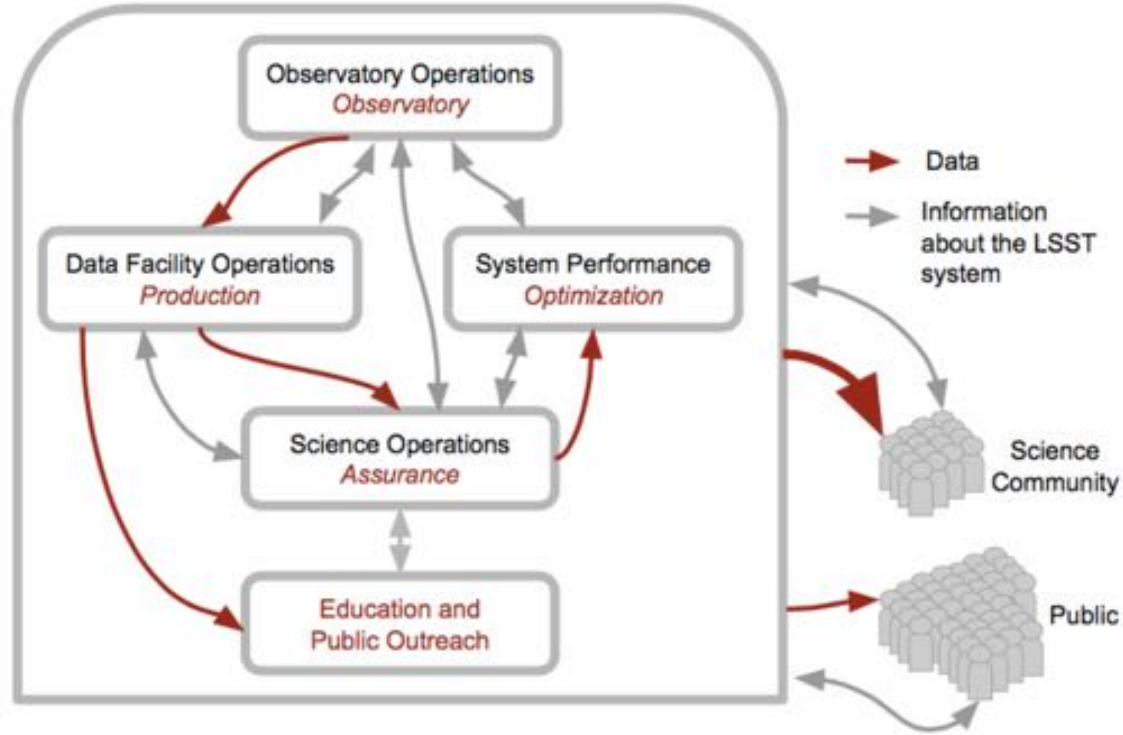 Observatory Operations
Observatory
Data Facility Operations
Production
System Performance
Optimization
Science Operations
Assurance
Education and
Public Outreach
Data
Information
about the LSST
system
Science
Community
Public